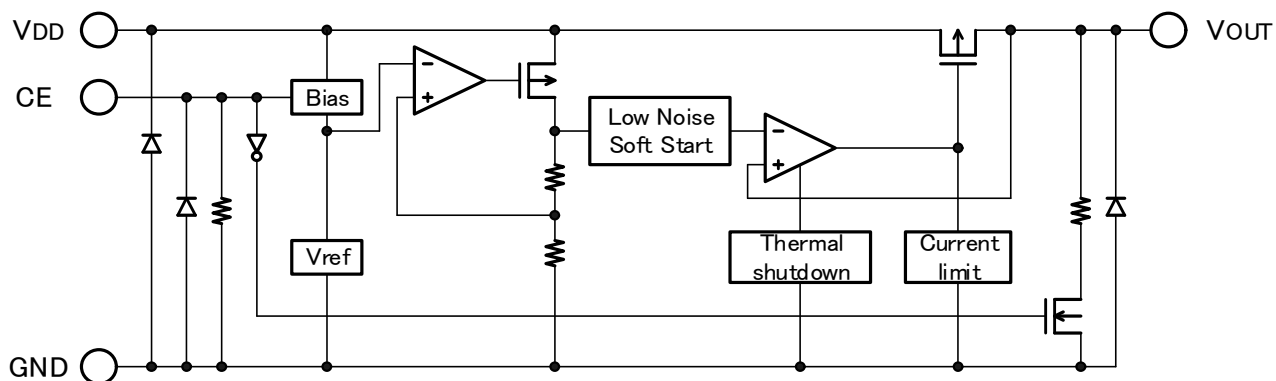 VDD
VOUT
CE
Bias
−
+
Low Noise
Soft Start
−
+
Vref
Thermal
shutdown
Current
limit
GND